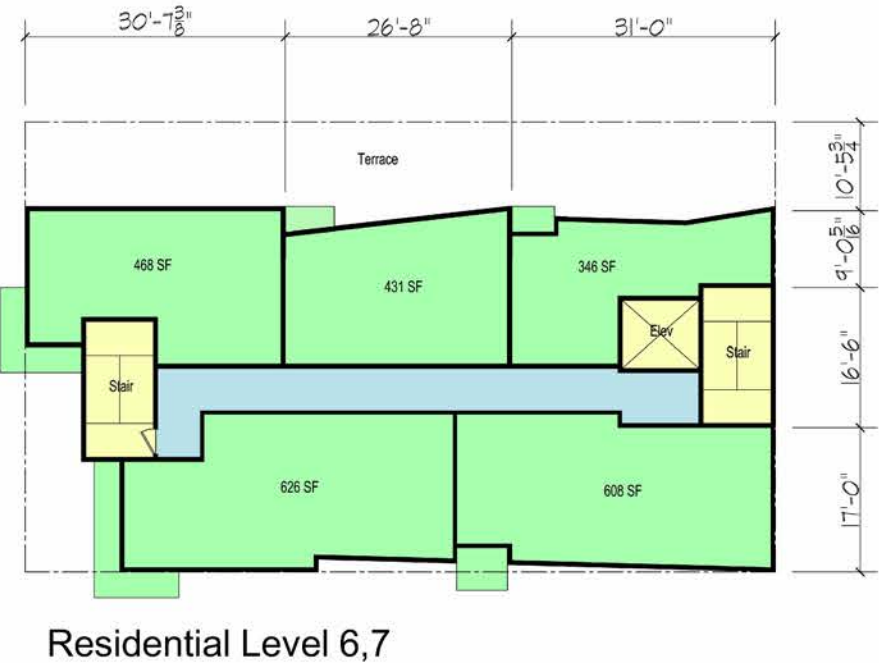 30'-7 3/8"
26'-8"
31'-0"
10'-5 3/4"
Terrace
9'-0 5/16"
468 SF
431 SF
346 SF
Elev
Stair
16'-6"
Stair
626 SF
608 SF
17'-0"
Residential Level 6,7